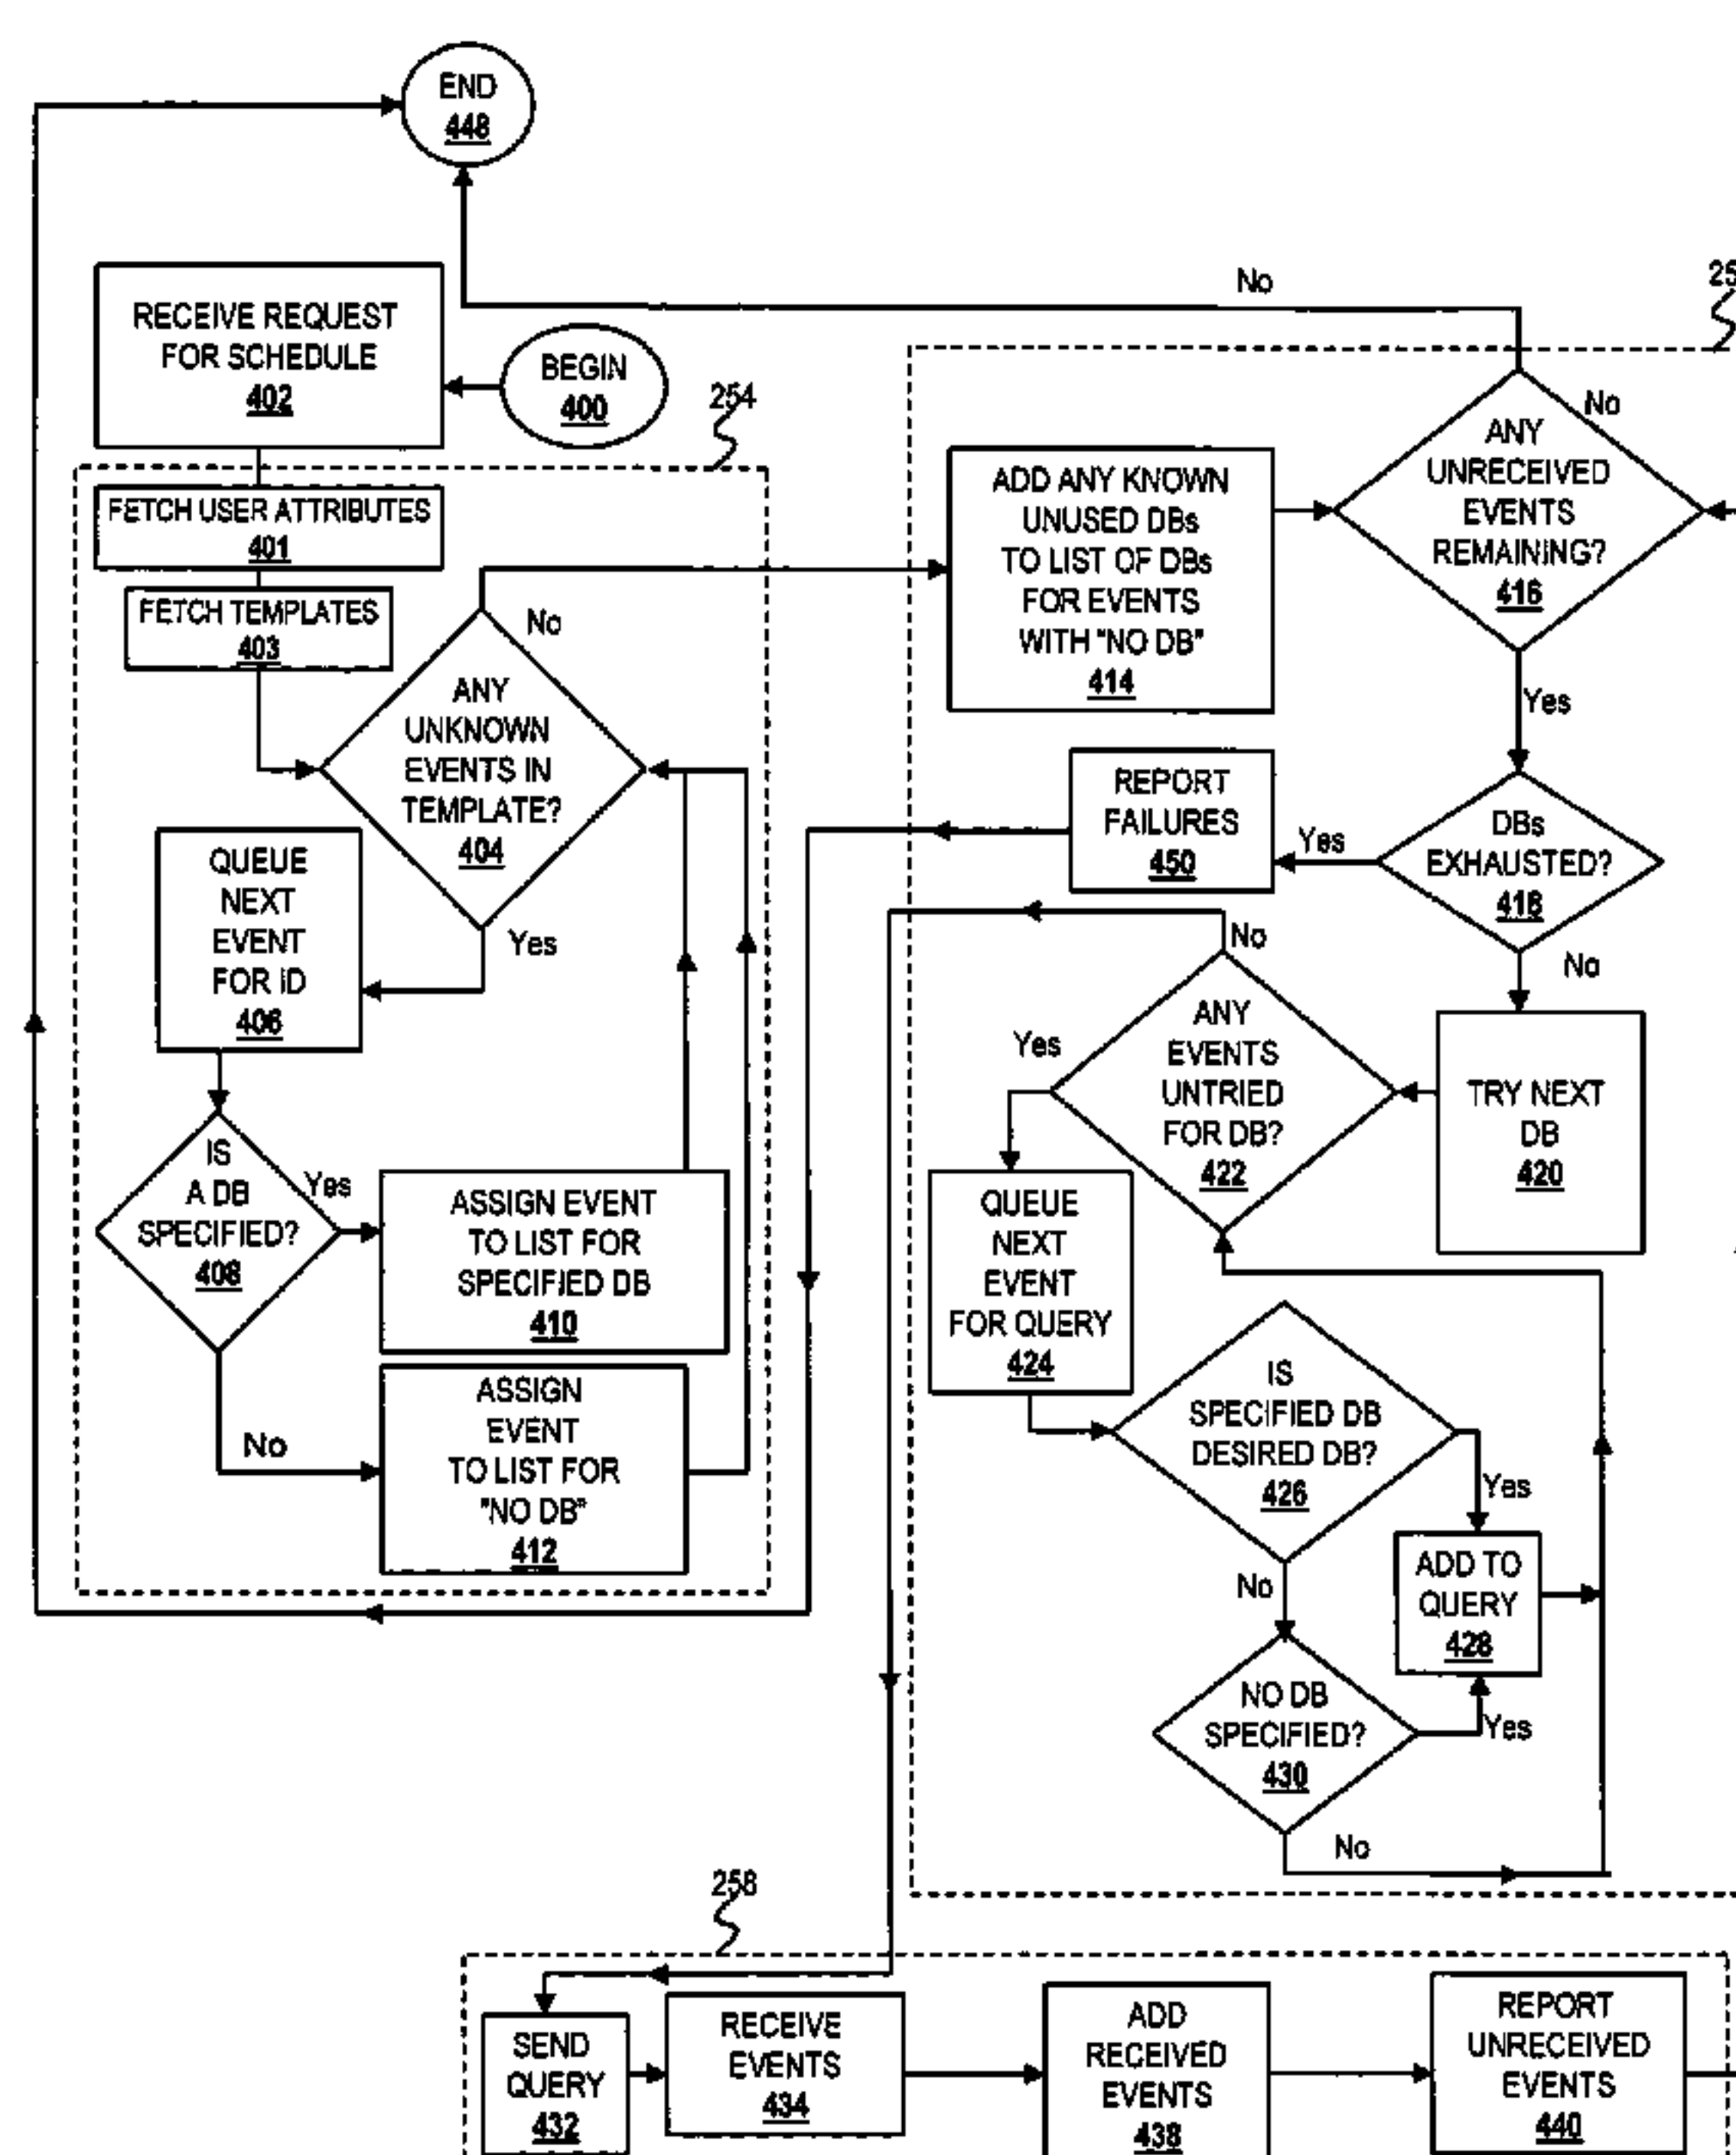 END
448
No
25
RECEIVE REQUEST
FOR SCHEDULE
402
BEGIN
400
254
No
ANY
UNRECEIVED
EVENTS
REMAINING?
416
ADD ANY KNOWN
UNUSED DBs
TO LIST OF DBs
FOR EVENTS
WITH "NO DB"
414
FETCH USER ATTRIBUTES
401
FETCH TEMPLATES
403
No
ANY
UNKNOWN
EVENTS IN
TEMPLATE?
404
Yes
Yes
REPORT
FAILURES
450
Yes
DBs
EXHAUSTED?
418
No
QUEUE
NEXT
EVENT
FOR ID
406
No
ANY
EVENTS
UNTRIED
FOR DB?
422
Yes
TRY NEXT
DB
420
IS
A DB
SPECIFIED?
408
Yes
ASSIGN EVENT
TO LIST FOR
SPECIFIED DB
410
No
ASSIGN
EVENT
TO LIST FOR
"NO DB"
412
QUEUE
NEXT
EVENT
FOR QUERY
424
IS
SPECIFIED DB
DESIRED DB?
426
Yes
No
ADD TO
QUERY
428
NO DB
SPECIFIED?
430
Yes
No
258
SEND
QUERY
432
RECEIVE
EVENTS
434
ADD
RECEIVED
EVENTS
438
REPORT
UNRECEIVED
EVENTS
440